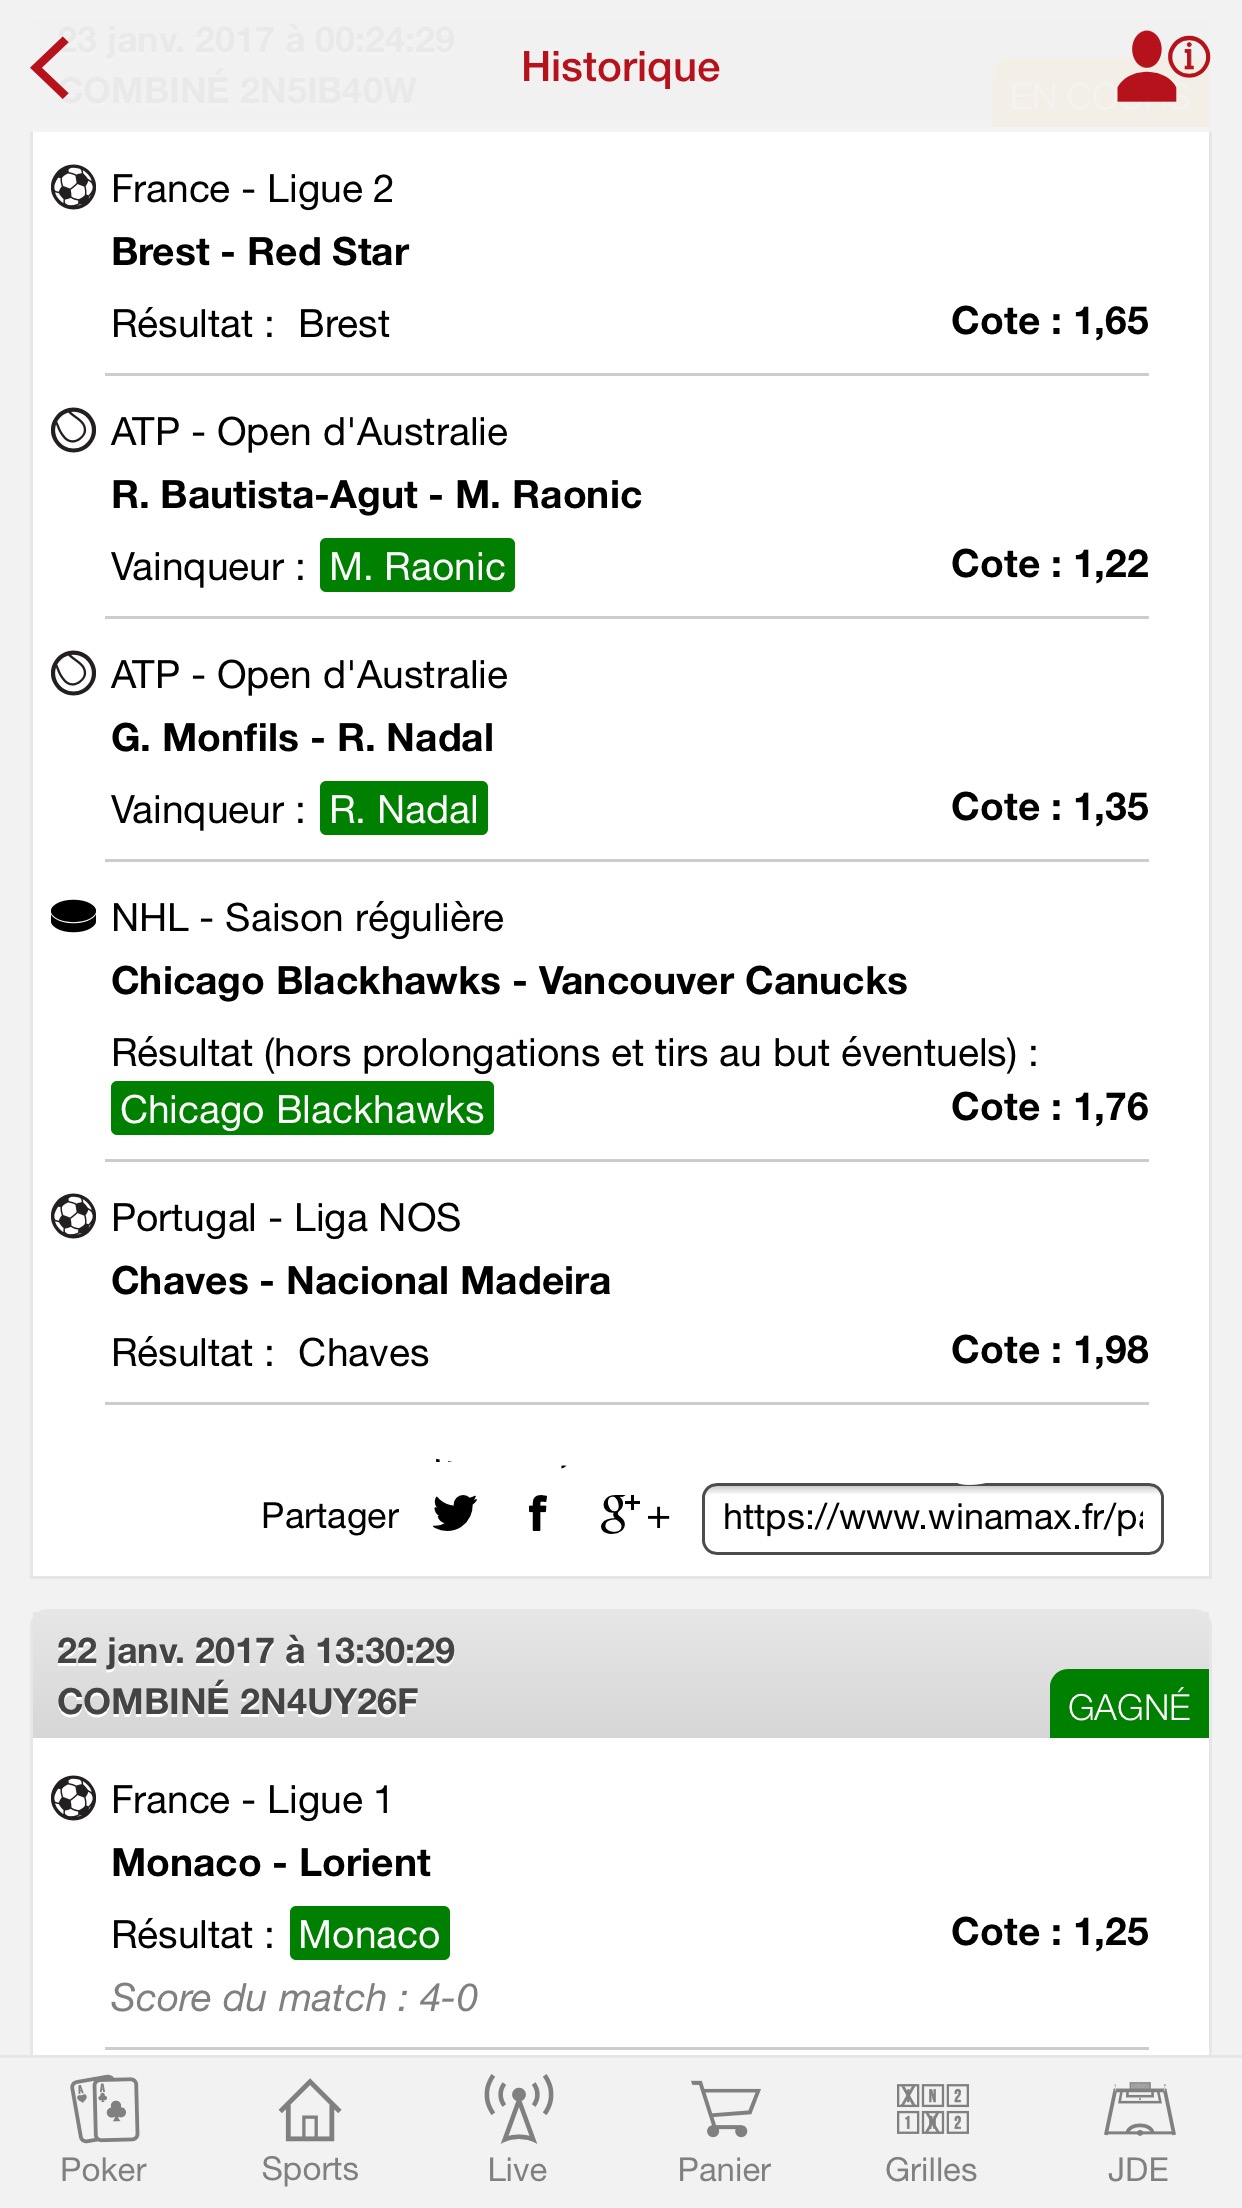 23 janv. 2017 à 00:24:29
Historique
COMBINÉ 2N5IB40W
France - Ligue 2
Brest - Red Star
Résultat : Brest
Cote : 1,65
ATP - Open d'Australie
R. Bautista-Agut - M. Raonic
Vainqueur : M. Raonic
Cote : 1,22
ATP - Open d'Australie
G. Monfils - R. Nadal
Vainqueur : R. Nadal
Cote : 1,35
NHL - Saison régulière
Chicago Blackhawks - Vancouver Canucks
Résultat (hors prolongations et tirs au but éventuels) :
Chicago Blackhawks
Cote : 1,76
Portugal - Liga NOS
Chaves - Nacional Madeira
Résultat : Chaves
Cote : 1,98
Partager g+ + https://www.winamax.fr/pa
22 janv. 2017 à 13:30:29
COMBINÉ 2N4UY26F
GAGNÉ
France - Ligue 1
Monaco - Lorient
Résultat : Monaco
Cote : 1,25
Score du match : 4-0
Poker Sports Live Panier Grilles JDE